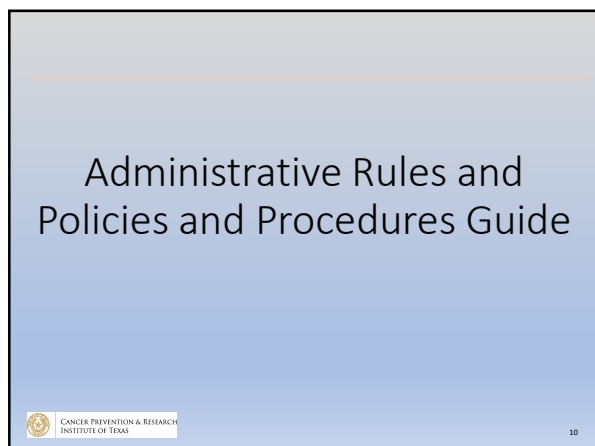 Administrative Rules and
Policies and Procedures Guide
CANCER PREVENTION & RESEARCH
INSTITUTE OF TEXAS
10